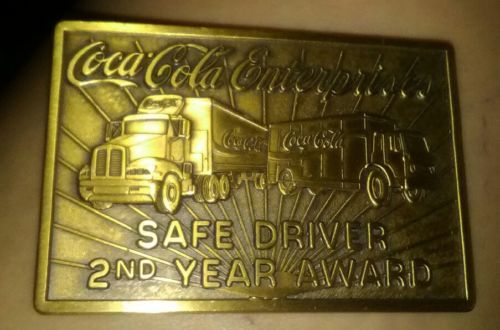 Coca-Cola Enterprises
Coca-Cola
Coca-Cola
SAFE DRIVER
2ND YEAR AWARD